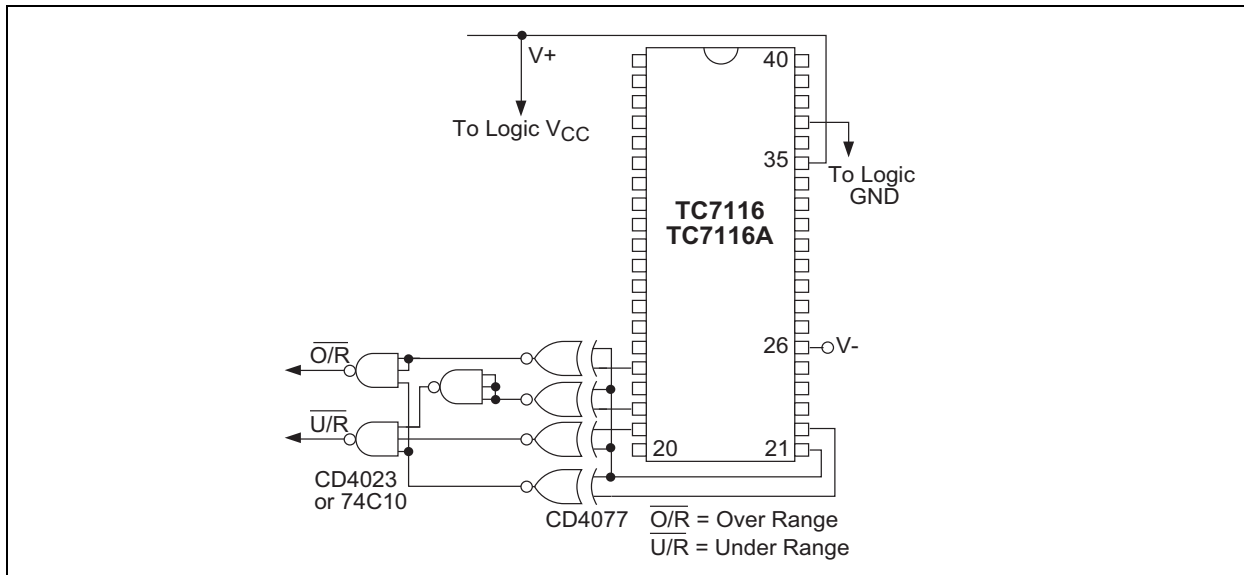 V+
To Logic VCC
40
35
To Logic
GND
TC7116
TC7116A
26
V-
O/R
U/R
20
21
CD4023
or 74C10
CD4077
O/R = Over Range
U/R = Under Range